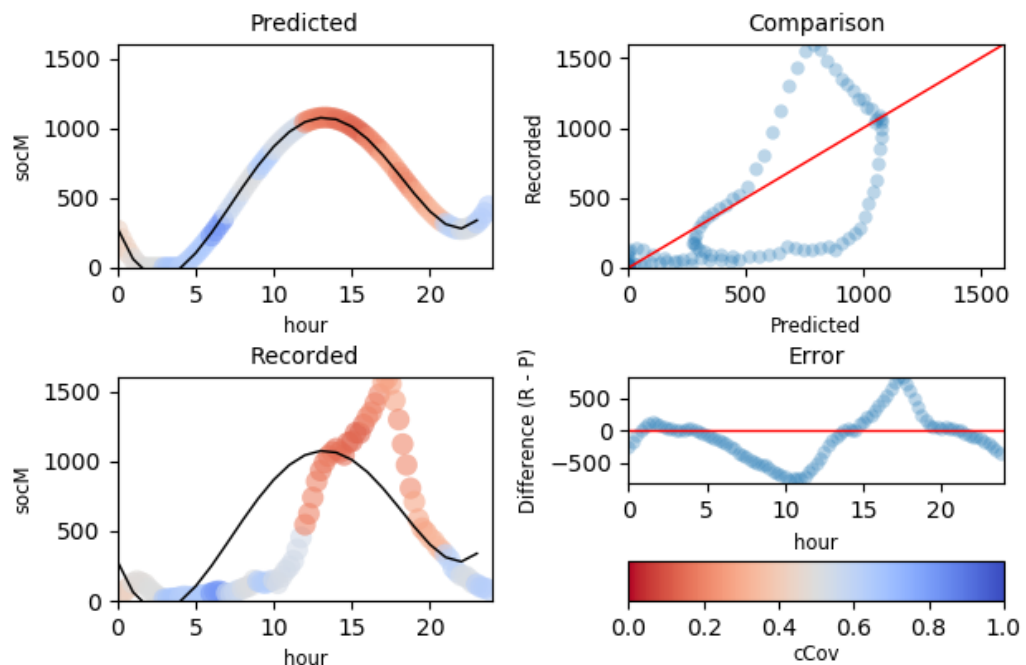 Predicted
1500
1000
500
0
socM
0 5 10 15 20
hour
Comparison
1500
1000
500
0
Recorded
0 500 1000 1500
Predicted
Recorded
1500
1000
500
0
socM
0 5 10 15 20
hour
Error
500
0
−500
Difference (R - P)
0 5 10 15 20
hour
0.0 0.2 0.4 0.6 0.8 1.0
cCov